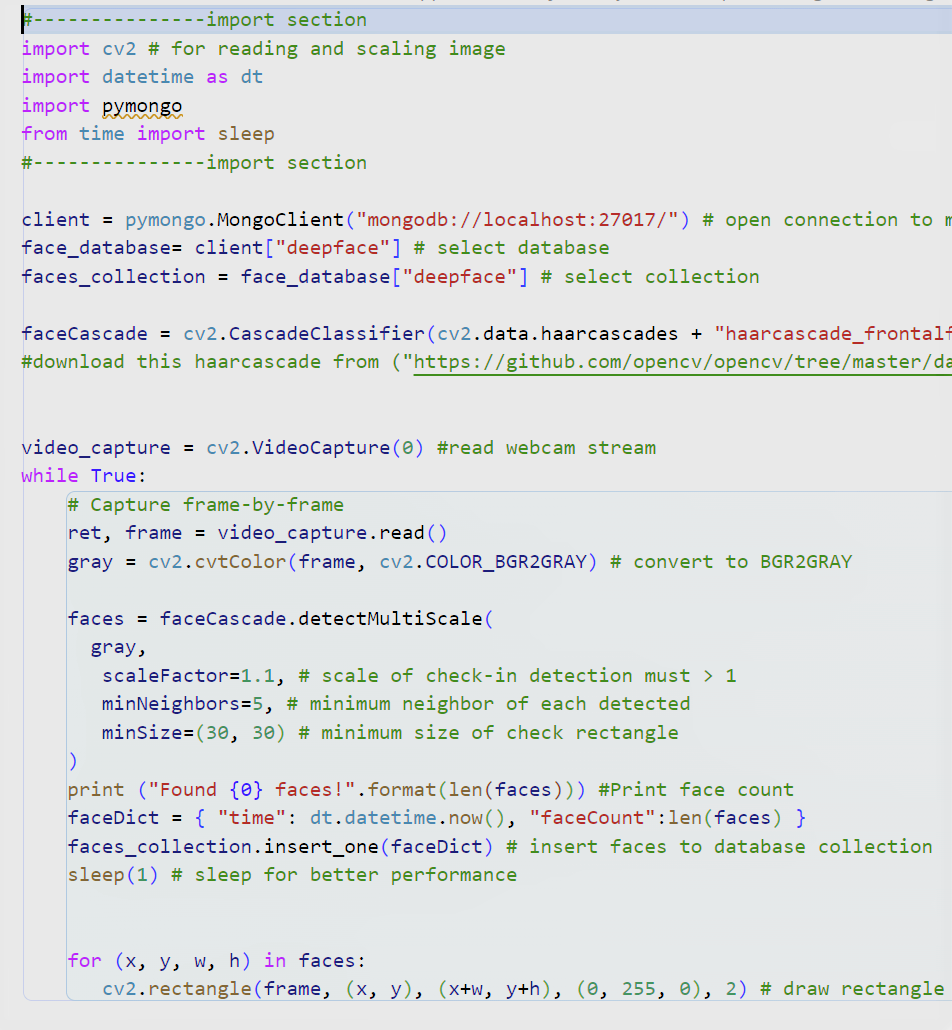 #---------------import section
import cv2 # for reading and scaling image
import datetime as dt
import pymongo
from time import sleep
#---------------import section
client = pymongo.MongoClient("mongodb://localhost:27017/") # open connection to
face_database= client["deepface"] # select database
faces_collection = face_database["deepface"] # select collection
faceCascade = cv2.CascadeClassifier(cv2.data.haarcascades + "haarcascade_frontalf
#download this haarcascade from ("https://github.com/opencv/opencv/tree/master/da
video_capture = cv2.VideoCapture(0) #read webcam stream
while True:
# Capture frame-by-frame
ret, frame = video_capture.read()
gray = cv2.cvtColor(frame, cv2.COLOR_BGR2GRAY) # convert to BGR2GRAY
faces = faceCascade.detectMultiScale(
gray,
scaleFactor=1.1, # scale of check-in detection must > 1
minNeighbors=5, # minimum neighbor of each detected
minSize=(30, 30) # minimum size of check rectangle
)
print ("Found {0} faces!".format(len(faces))) #Print face count
faceDict = { "time": dt.datetime.now(), "faceCount":len(faces) }
faces_collection.insert_one(faceDict) # insert faces to database collection
sleep(1) # sleep for better performance
for (x, y, w, h) in faces:
cv2.rectangle(frame, (x, y), (x+w, y+h), (0, 255, 0), 2) # draw rectangle